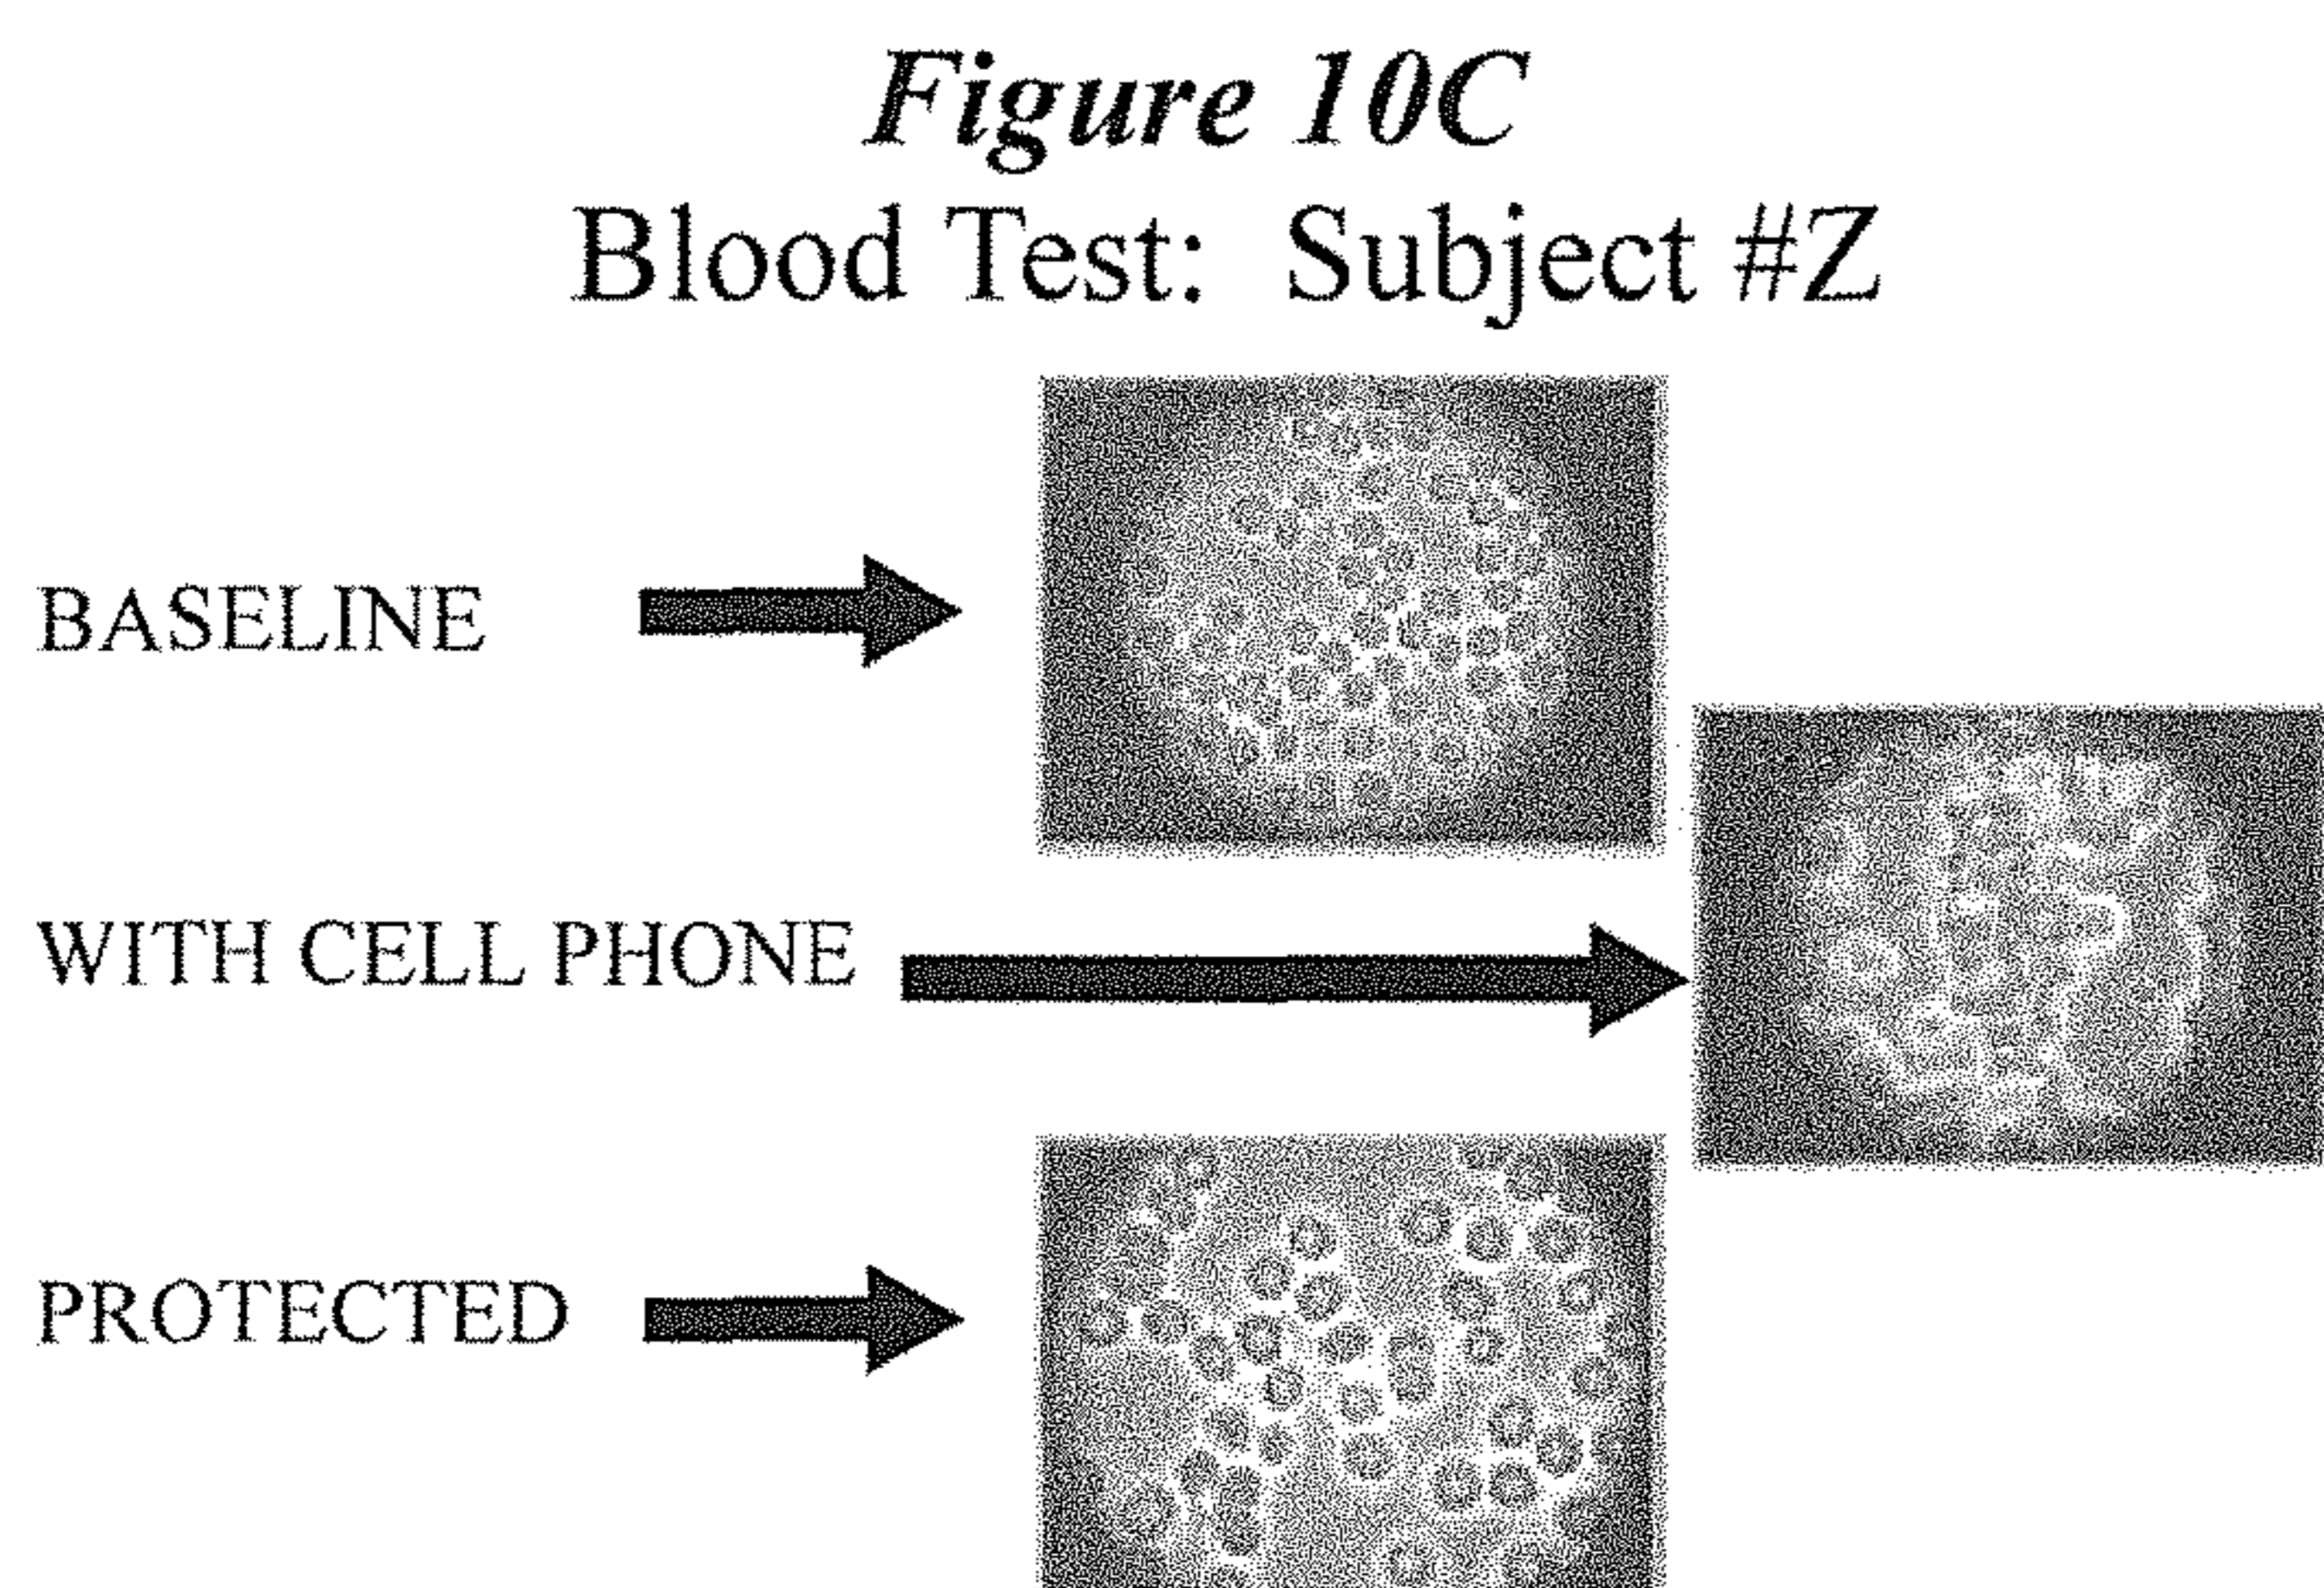 Figure 10C
Blood Test: Subject #Z
BASELINE
WITH CELL PHONE
PROTECTED